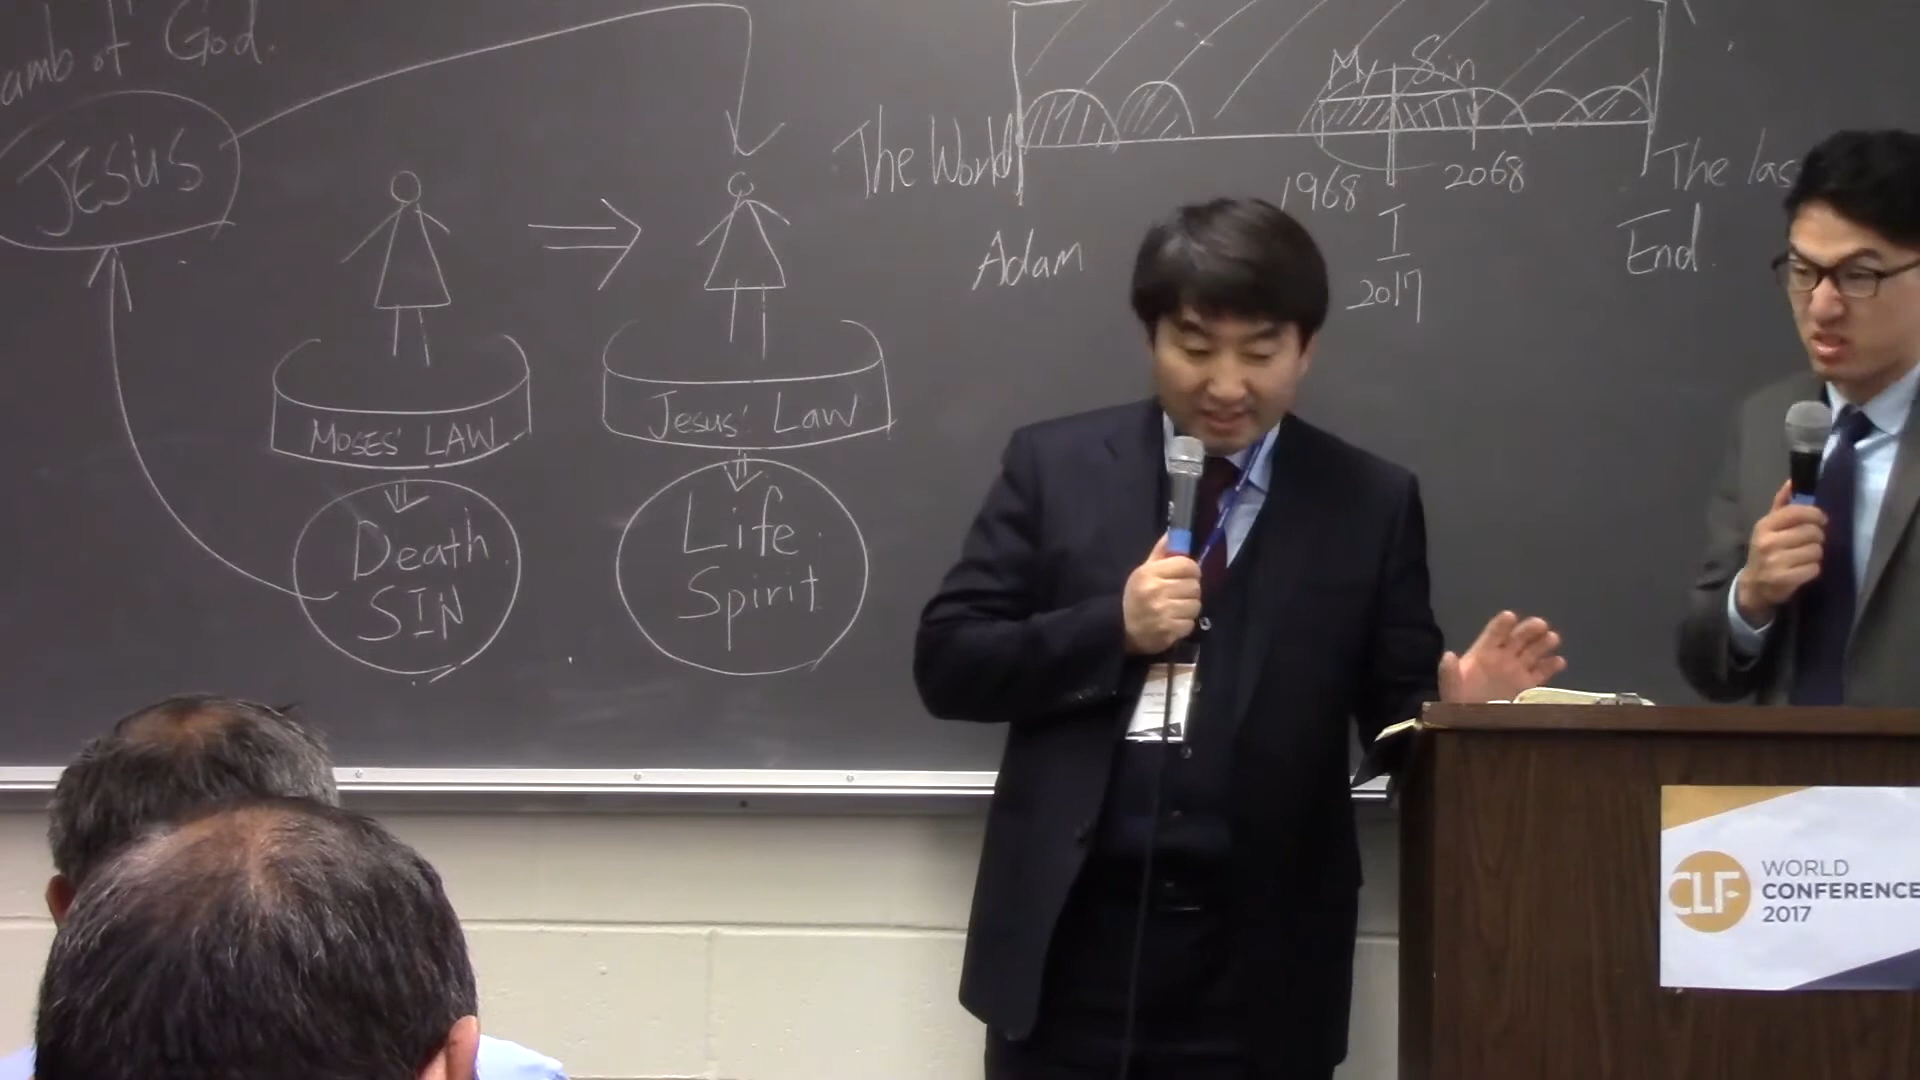 amb of God.
JESUS
MOSES' LAW
Death.
SIN
Jesus' Law
Life.
Spirit.
The World
Adam
My Sin
1968
2068
I
2017
The las
End.
CLF
WORLD
CONFERENCE
2017